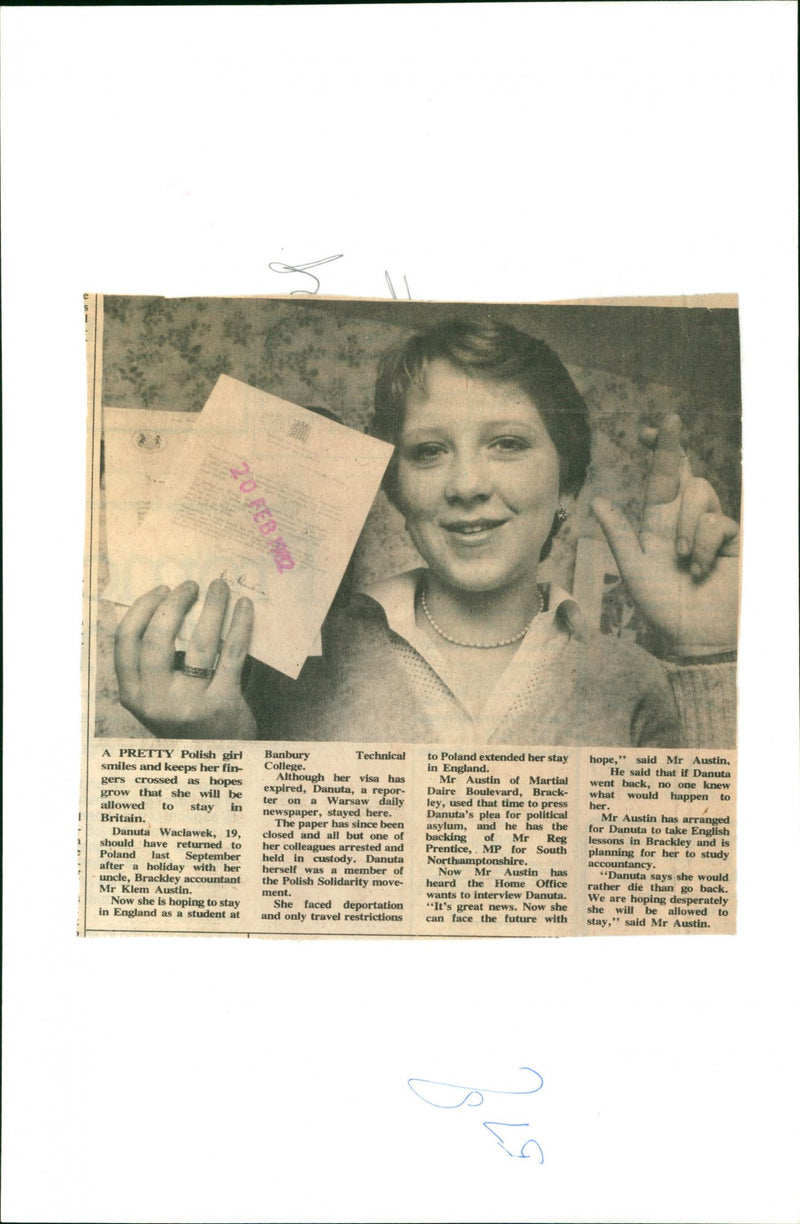 20 FEB 1982
A PRETTY Polish girl
smiles and keeps her fin-
gers crossed as hopes
grow that she will be
allowed to stay in
Britain.
Danuta Waclawek, 19,
should have returned to
Poland last September
after a holiday with her
uncle, Brackley accountant
Mr Klem Austin.
Now she is hoping to stay
in England as a student at
Banbury Technical
College.
Although her visa has
expired, Danuta, a repor-
ter on a Warsaw daily
newspaper, stayed here.
The paper has since been
closed and all but one of
her colleagues arrested and
held in custody. Danuta
herself was a member of
the Polish Solidarity move-
ment.
She faced deportation
and only travel restrictions
to Poland extended her stay
in England.
Mr Austin of Martial
Daire Boulevard, Brack-
ley, used that time to press
Danuta's plea for political
asylum, and he has the
backing of Mr Reg
Prentice, MP for South
Northamptonshire.
Now Mr Austin has
heard the Home Office
wants to interview Danuta.
"It's great news. Now she
can face the future with
hope," said Mr Austin.
He said that if Danuta
went back, no one knew
what would happen to
her.
Mr Austin has arranged
for Danuta to take English
lessons in Brackley and is
planning for her to study
accountancy.
"Danuta says she would
rather die than go back.
We are hoping desperately
she will be allowed to
stay," said Mr Austin.